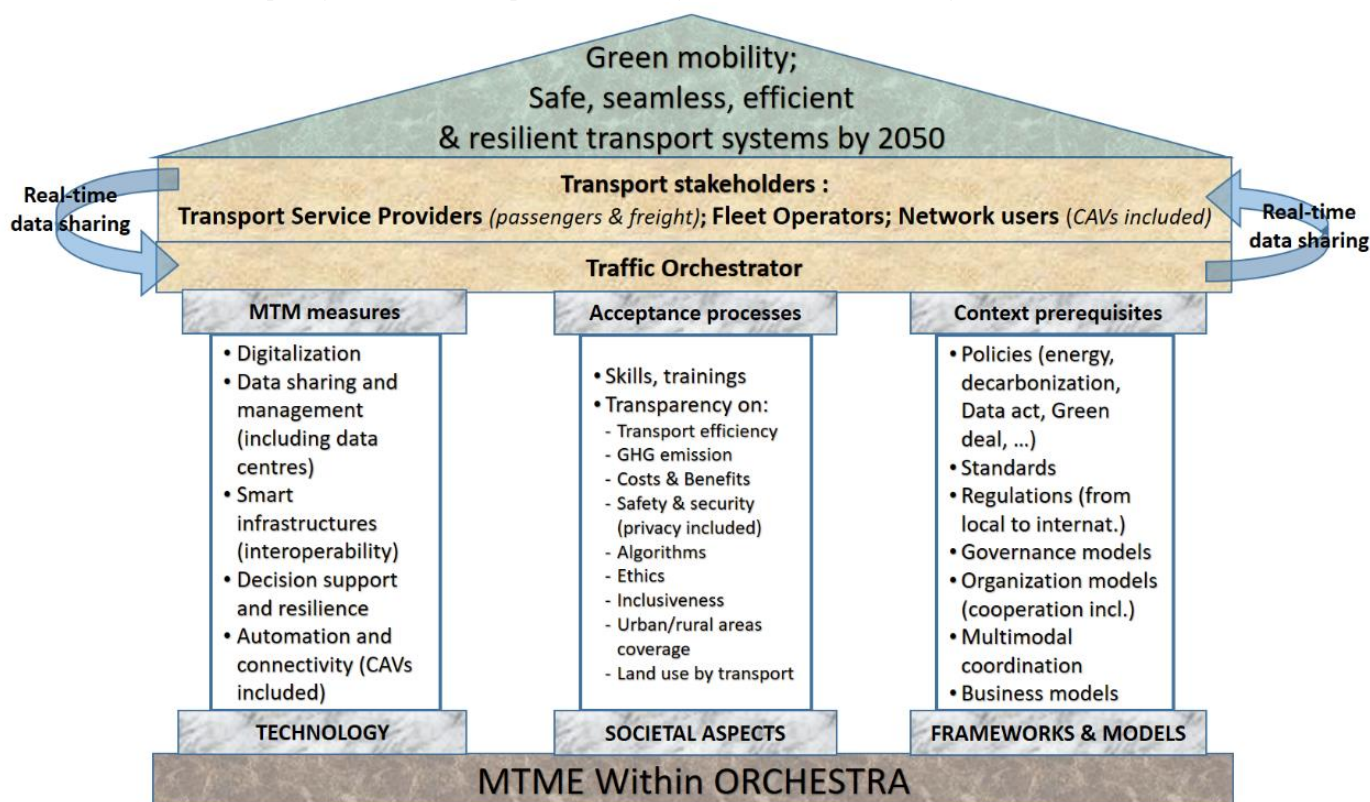 Green mobility;
Safe, seamless, efficient
& resilient transport systems by 2050
Real-time
data sharing
Transport stakeholders :
Transport Service Providers (passengers & freight); Fleet Operators; Network users (CAVs included)
Real-time
data sharing
Traffic Orchestrator
MTM measures
• Digitalization
• Data sharing and
management
(including data
centres)
• Smart
infrastructures
(interoperability)
• Decision support
and resilience
• Automation and
connectivity (CAVs
included)
TECHNOLOGY
Acceptance processes
• Skills, trainings
• Transparency on:
- Transport efficiency
- GHG emission
- Costs & Benefits
- Safety & security
(privacy included)
- Algorithms
- Ethics
- Inclusiveness
- Urban/rural areas
coverage
- Land use by transport
SOCIETAL ASPECTS
Context prerequisites
• Policies (energy,
decarbonization,
Data act, Green
deal, ...)
• Standards
• Regulations (from
local to internat.)
• Governance models
• Organization models
(cooperation incl.)
• Multimodal
coordination
• Business models
FRAMEWORKS & MODELS
MTME Within ORCHESTRA